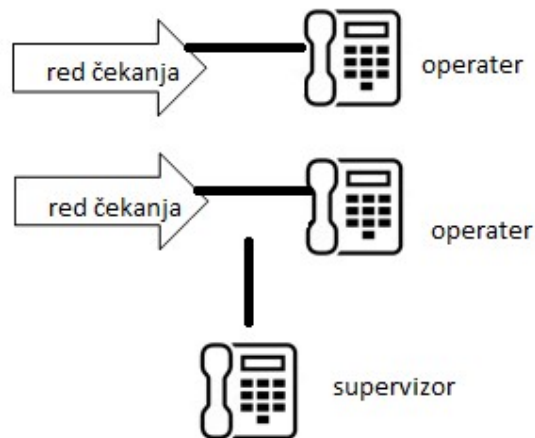 red čekanja
operater
red čekanja
operater
supervizor